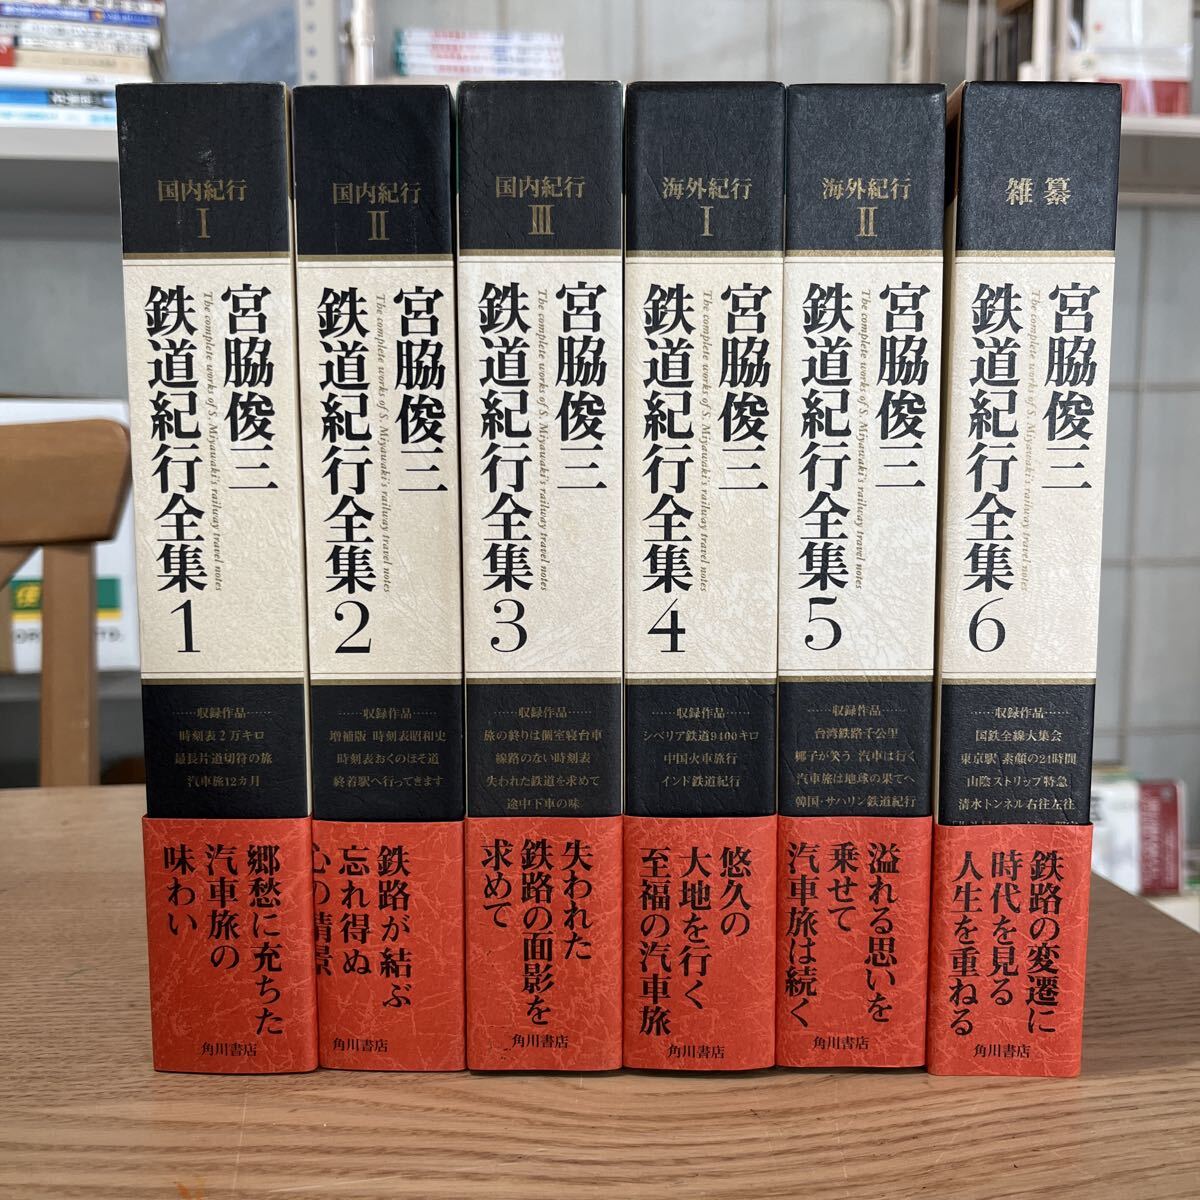 国内紀行
I
宮脇俊三
鉄道紀行全集
The complete works of S. Miyawaki's railway travel notes
1
収録作品
時刻表2万キロ
最長片道切符の旅
汽車旅12カ月
郷愁に充ちた
汽車旅の
味わい
角川書店
国内紀行
II
宮脇俊三
鉄道紀行全集
The complete works of S. Miyawaki's railway travel notes
2
収録作品
増補版 時刻表昭和史
時刻表おくのほそ道
終着駅へ行ってきます
鉄路が結ぶ
忘れ得ぬ
心の情景
角川書店
国内紀行
III
宮脇俊三
鉄道紀行全集
The complete works of S. Miyawaki's railway travel notes
3
収録作品
旅の終りは個室寝台車
線路のない時刻表
失われた鉄道を求めて
途中下車の味
失われた
鉄路の面影を
求めて
角川書店
海外紀行
I
宮脇俊三
鉄道紀行全集
The complete works of S. Miyawaki's railway travel notes
4
収録作品
シベリア鉄道9400キロ
中国火車旅行
インド鉄道紀行
悠久の
大地を行く
至福の汽車旅
角川書店
海外紀行
II
宮脇俊三
鉄道紀行全集
The complete works of S. Miyawaki's railway travel notes
5
収録作品
台湾鉄路千公里
椰子が笑う 汽車は行く
汽車旅は地球の果てへ
韓国・サハリン鉄道紀行
溢れる思いを
乗せて
汽車旅は続く
角川書店
雑纂
宮脇俊三
鉄道紀行全集
The complete works of S. Miyawaki's railway travel notes
6
収録作品
国鉄全線大集会
東京駅 素顔の24時間
山陰ストリップ特急
清水トンネル右往左往
鉄路の変遷に
時代を見る
人生を重ねる
角川書店